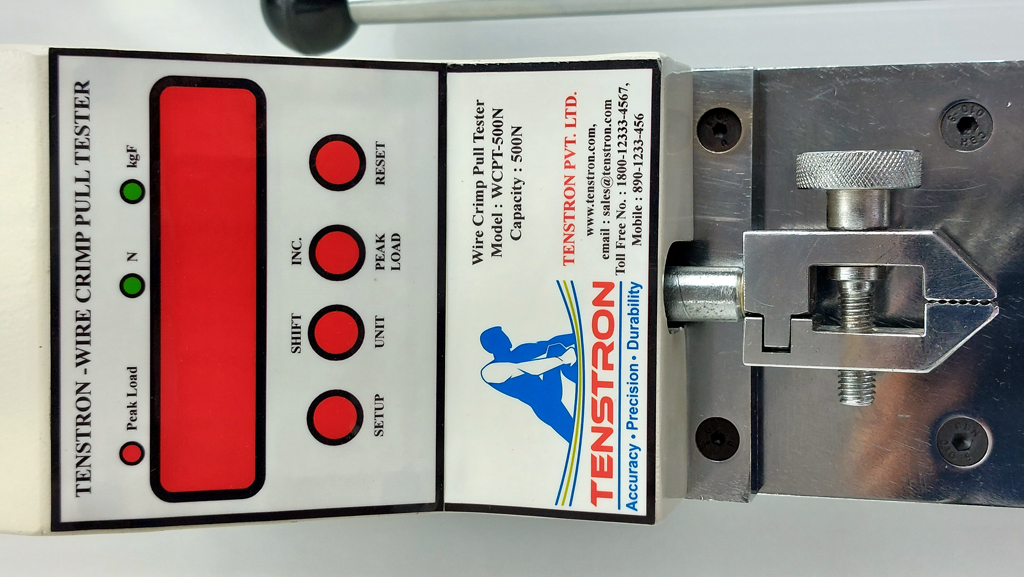 TENSTRON -WIRE CRIMP PULL TESTER
Peak Load
N
kgF
SHIFT
INC.
SETUP
UNIT
PEAK
LOAD
RESET
Wire Crimp Pull Tester
Model : WCPT-500N
Capacity : 500N
TENSTRON PVT. LTD.
www.tenstron.com,
email : sales@tenstron.com
Toll Free No. : 1800-12333-4567,
Mobile : 890-1233-456
TENSTRON
Accuracy • Precision • Durability